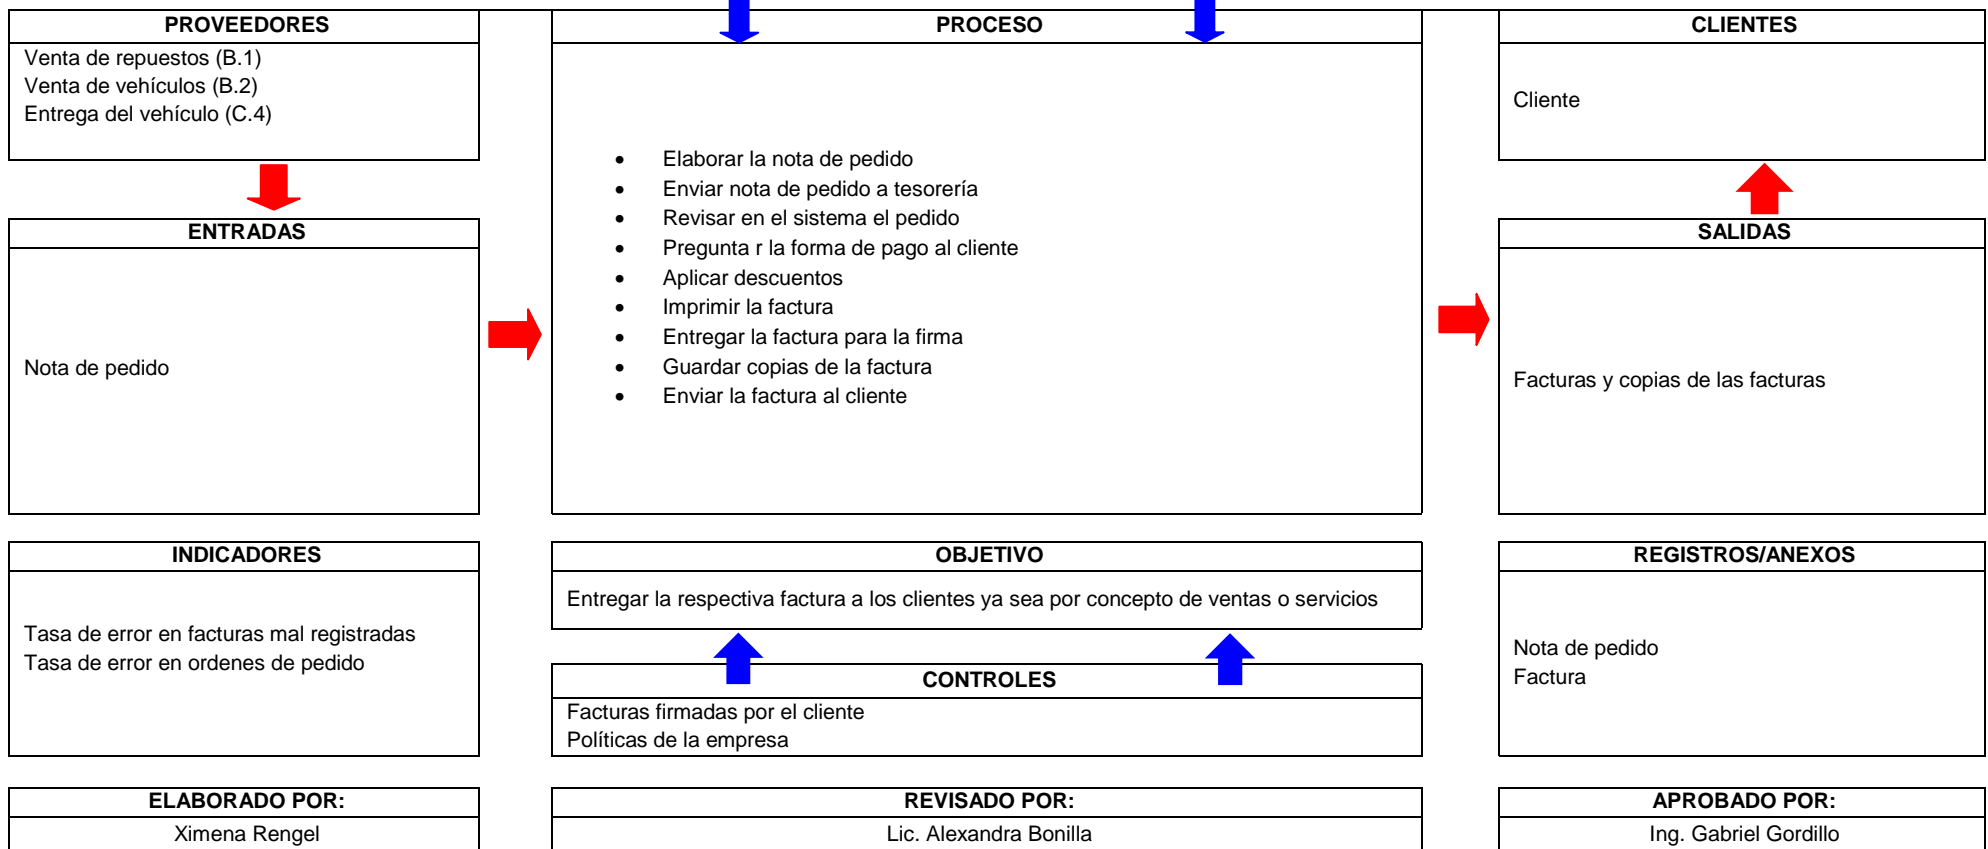 PROVEEDORES
Venta de repuestos (B.1)
Venta de vehículos (B.2)
Entrega del vehículo (C.4)
PROCESO
• Elaborar la nota de pedido
• Enviar nota de pedido a tesorería
• Revisar en el sistema el pedido
• Pregunta r la forma de pago al cliente
• Aplicar descuentos
• Imprimir la factura
• Entregar la factura para la firma
• Guardar copias de la factura
• Enviar la factura al cliente
CLIENTES
Cliente
ENTRADAS
Nota de pedido
SALIDAS
Facturas y copias de las facturas
INDICADORES
Tasa de error en facturas mal registradas
Tasa de error en ordenes de pedido
OBJETIVO
Entregar la respectiva factura a los clientes ya sea por concepto de ventas o servicios
CONTROLES
Facturas firmadas por el cliente
Políticas de la empresa
REGISTROS/ANEXOS
Nota de pedido
Factura
ELABORADO POR:
Ximena Rengel
REVISADO POR:
Lic. Alexandra Bonilla
APROBADO POR:
Ing. Gabriel Gordillo